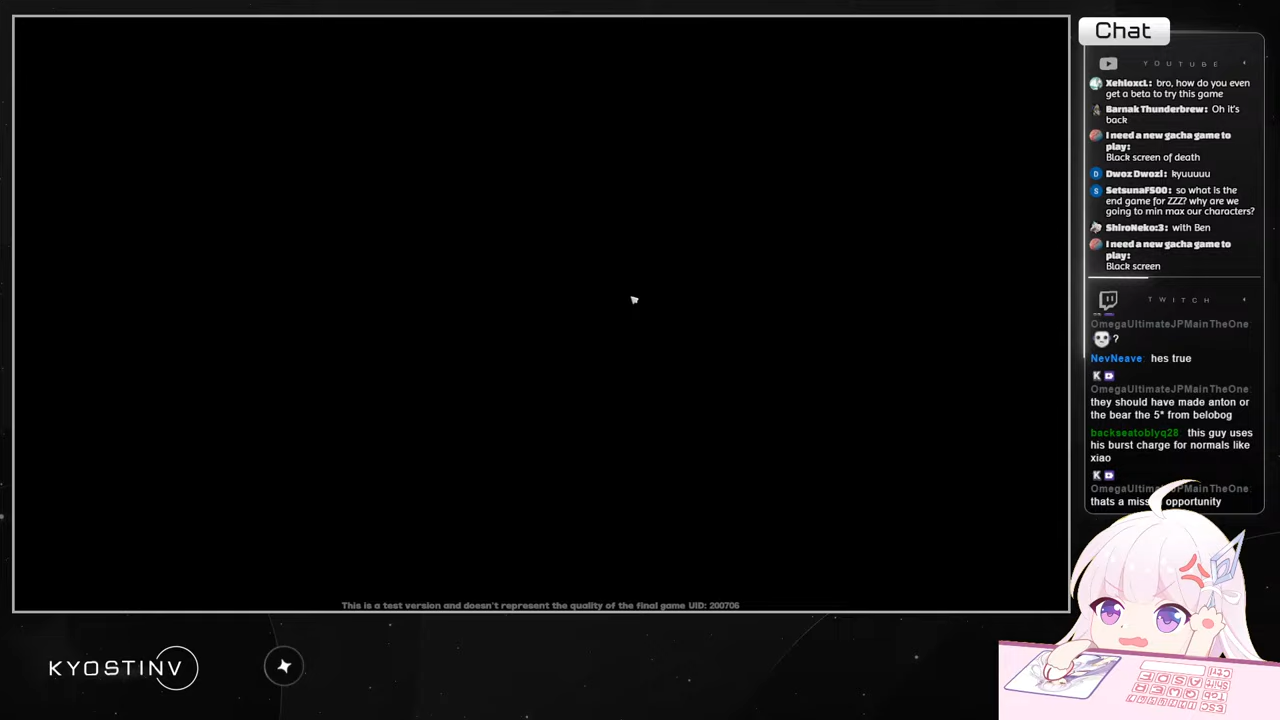 Chat
YOUTUBE
XehloxcL: bro, how do you even
get a beta to try this game
Barnak Thunderbrew: Oh it's
back
I need a new gacha game to
play:
Black screen of death
Dwoz Dwozi: kyuuuuu
SetsunaF500: so what is the
end game for ZZZ? why are we
going to min max our characters?
ShiroNeko:3: with Ben
I need a new gacha game to
play:
Black screen
TWITCH
OmegaUltimateJPMainTheOne:
?
NevNeave: hes true
K
OmegaUltimateJPMainTheOne:
they should have made anton or
the bear the 5* from belobog
backseatoblyq28: this guy uses
his burst charge for normals like
xiao
K
thats a opportunity
This is a test version and doesn't represent the quality of the final game UID: 200706
KYOSTINV
Ctrl
Shift
Tab
ESC